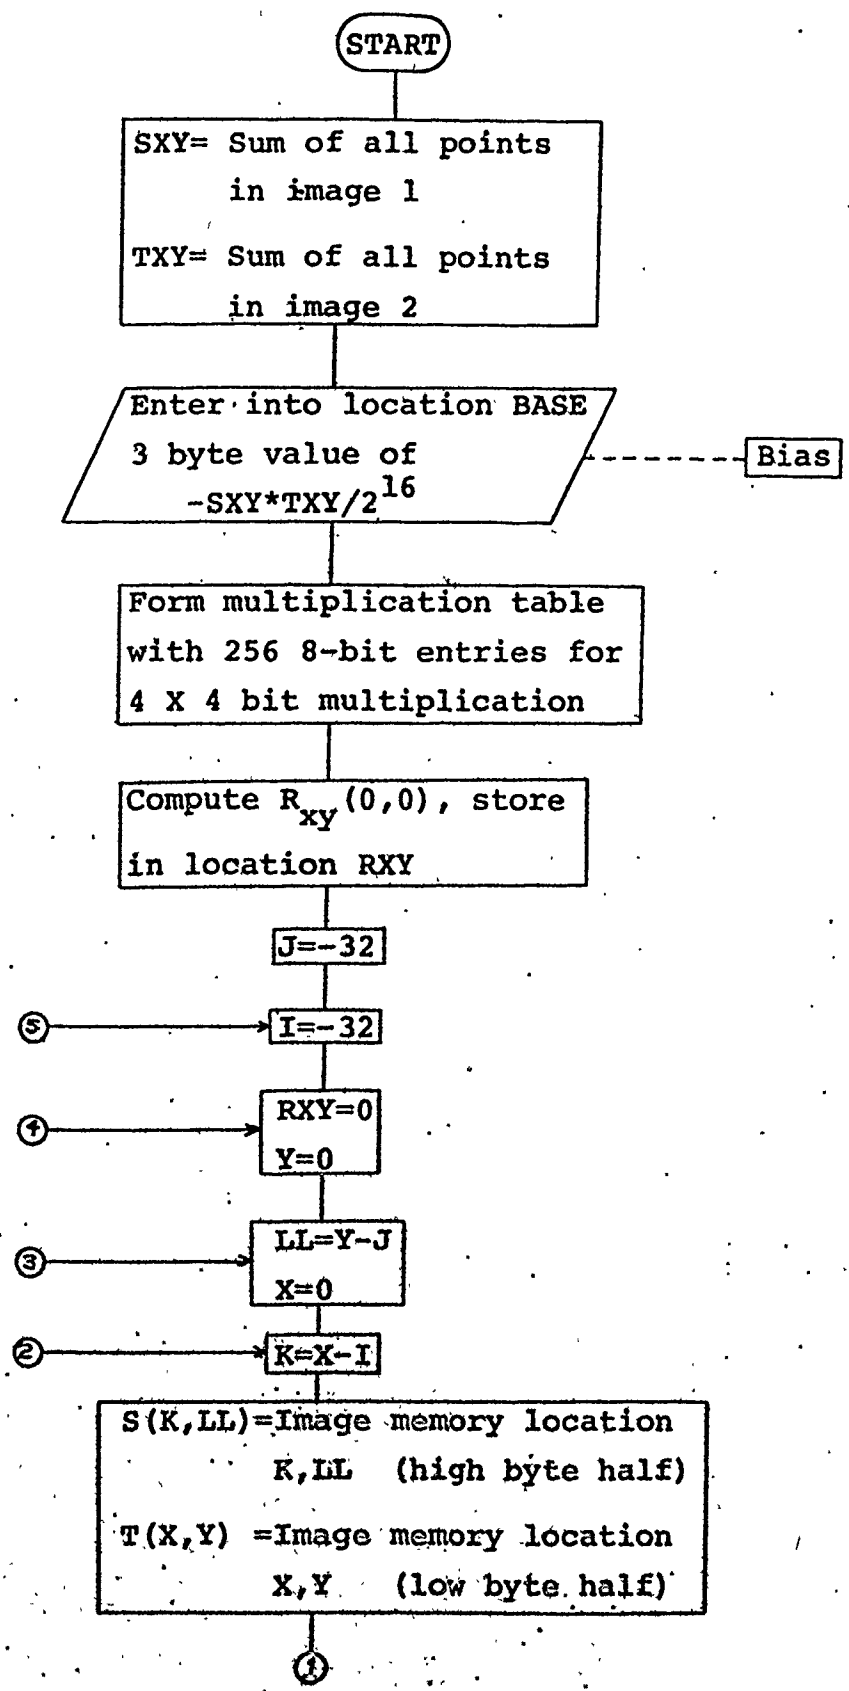 START
SXY= Sum of all points
in image 1
TXY= Sum of all points
in image 2
Enter into location BASE
3 byte value of
-SXY*TXY/2^16
Bias
Form multiplication table
with 256 8-bit entries for
4 X 4 bit multiplication
Compute R_xy(0,0), store
in location RXY
J=-32
5
I=-32
4
RXY=0
Y=0
3
LL=Y-J
X=0
2
K=X-I
S(K,LL)=Image memory location
K,LL (high byte half)
T(X,Y) =Image memory location
X,Y (low byte half)
1